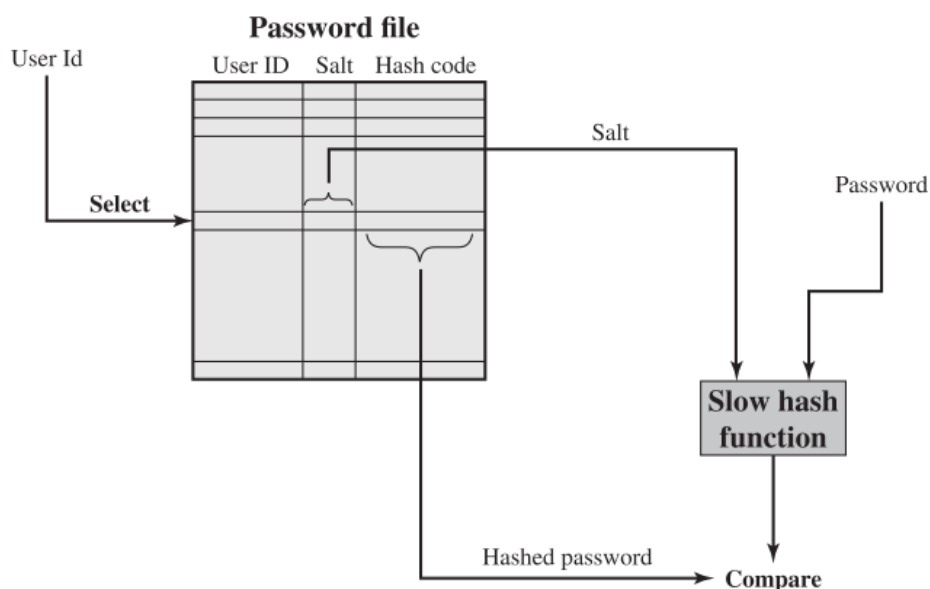 Password file
User Id
User ID Salt Hash code
Salt
Password
Select
Slow hash
function
Hashed password
Compare